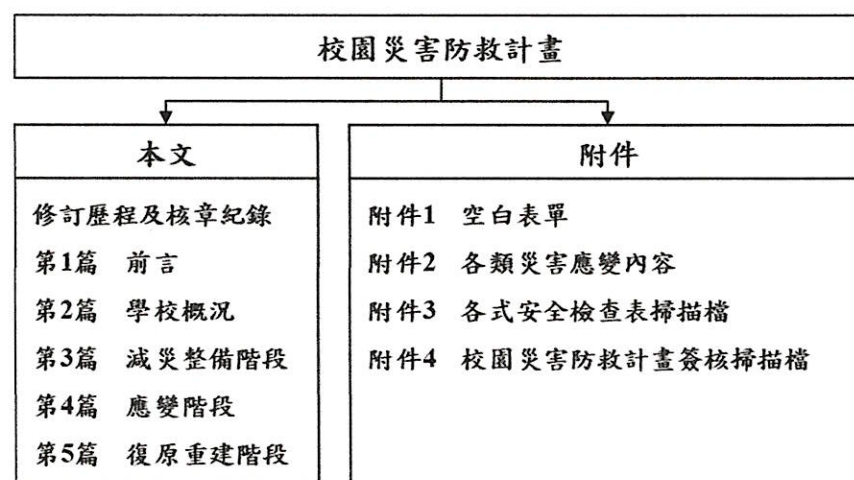 校園災害防救計畫
本文
修訂歷程及核章紀錄
第1篇 前言
第2篇 學校概況
第3篇 減災整備階段
第4篇 應變階段
第5篇 復原重建階段
附件
附件1 空白表單
附件2 各類災害應變內容
附件3 各式安全檢查表掃描檔
附件4 校園災害防救計畫簽核掃描檔